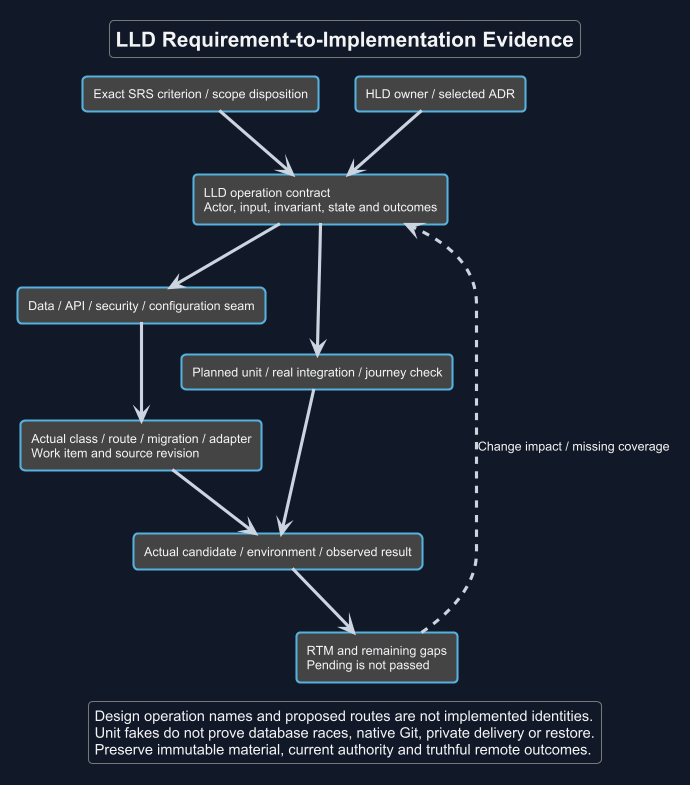 LLD Requirement-to-Implementation Evidence
Exact SRS criterion / scope disposition
HLD owner / selected ADR
LLD operation contract
Actor, input, invariant, state and outcomes
Data / API / security / configuration seam
Planned unit / real integration / journey check
Actual class / route / migration / adapter
Work item and source revision
Change impact / missing coverage
Actual candidate / environment / observed result
RTM and remaining gaps
Pending is not passed
Design operation names and proposed routes are not implemented identities.
Unit fakes do not prove database races, native Git, private delivery or restore.
Preserve immutable material, current authority and truthful remote outcomes.